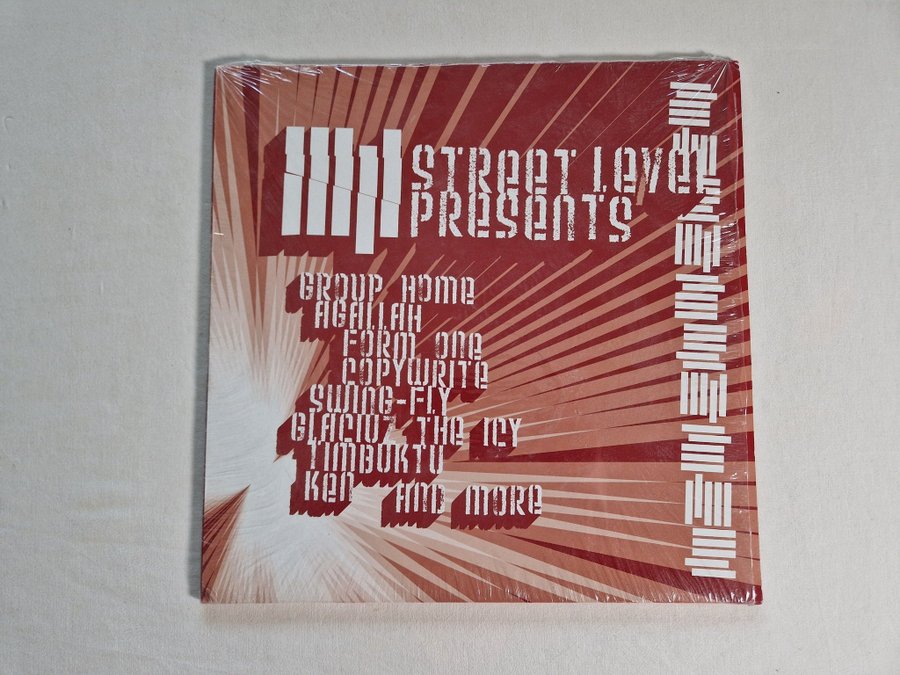 STREET LEVEL
PRESENTS
GROUP HOME
AGALLAH
FORM ONE
COPYWRITE
SWING-FLY
GLACIUZ THE ICY
TIMBUKTU
KEN AND MORE